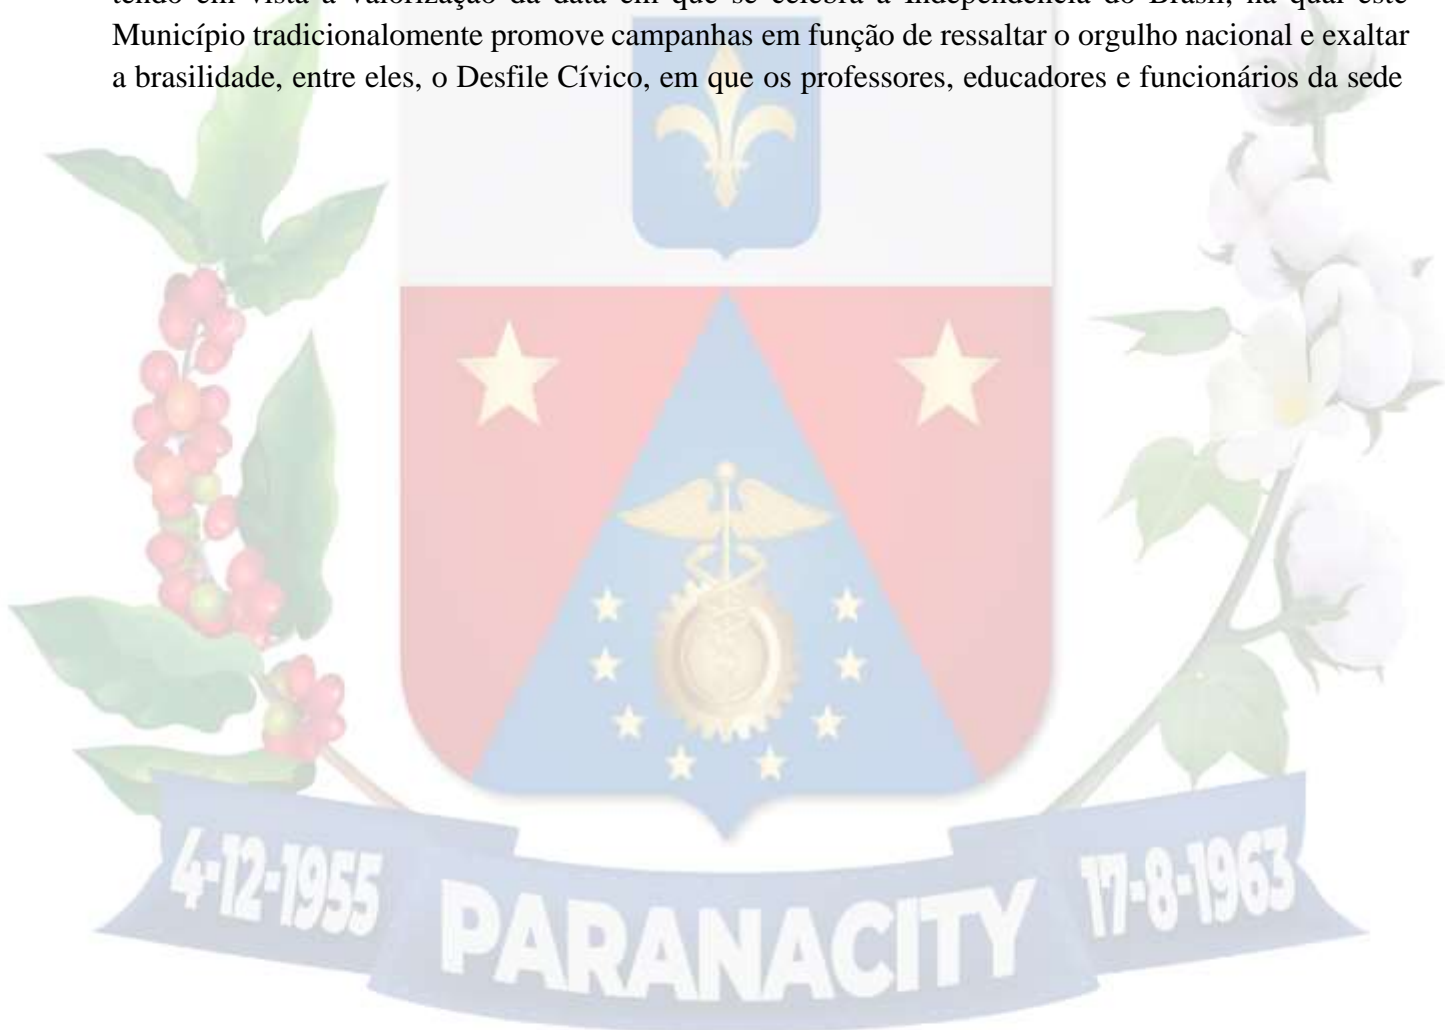 tendo em vista a valorização da data em que se celebra a Independência do Brasil, na qual este
Município tradicionalomente promove campanhas em função de ressaltar o orgulho nacional e exaltar
a brasilidade, entre eles, o Desfile Cívico, em que os professores, educadores e funcionários da sede
4-12-1955
PARANACITY
17-8-1963